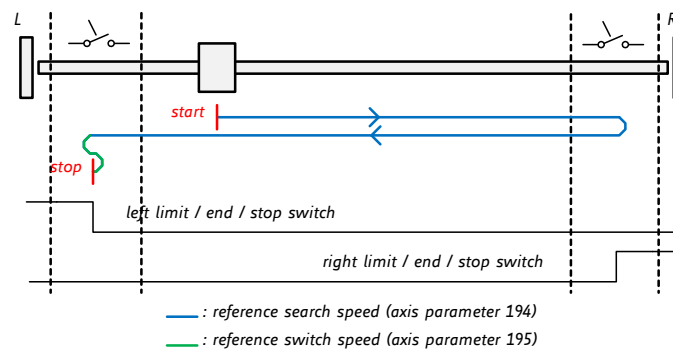 L
R
start
stop
left limit / end / stop switch
right limit / end / stop switch
: reference search speed (axis parameter 194)
: reference switch speed (axis parameter 195)